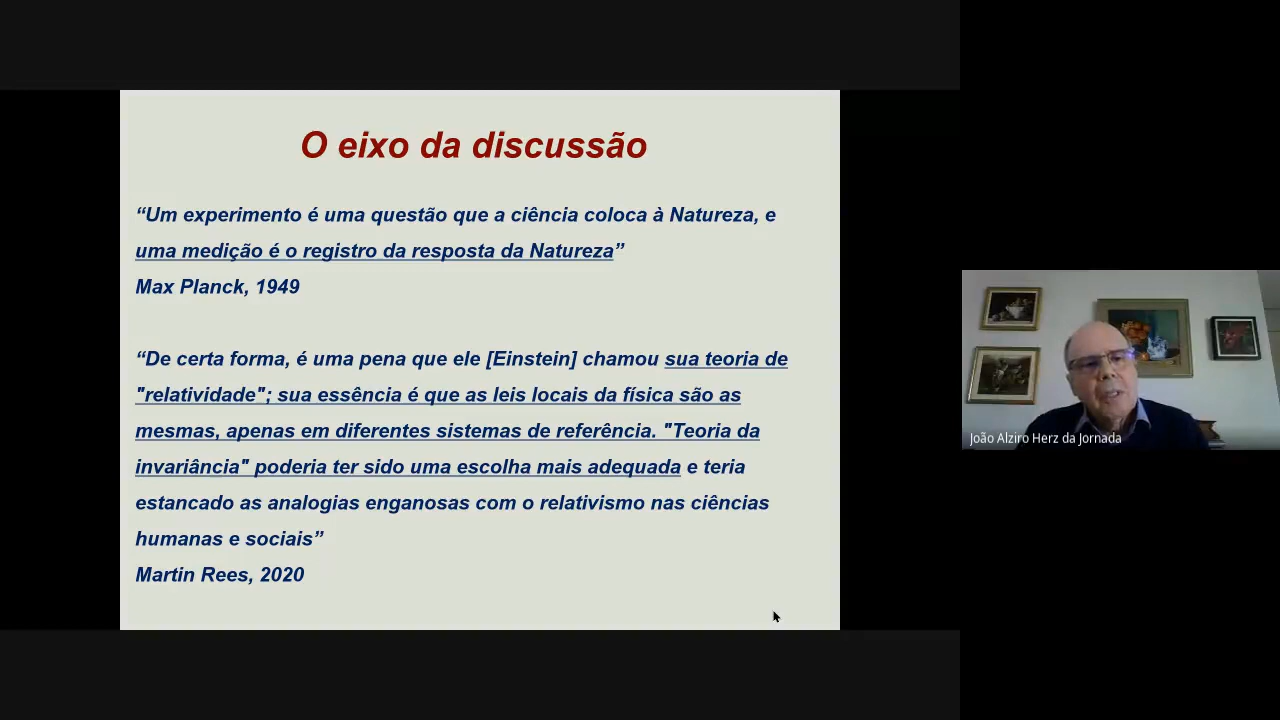 O eixo da discussão
“Um experimento é uma questão que a ciência coloca à Natureza, e
uma medição é o registro da resposta da Natureza”
Max Planck, 1949
“De certa forma, é uma pena que ele [Einstein] chamou sua teoria de
"relatividade"; sua essência é que as leis locais da física são as
mesmas, apenas em diferentes sistemas de referência. "Teoria da
invariância" poderia ter sido uma escolha mais adequada e teria
estancado as analogias enganosas com o relativismo nas ciências
humanas e sociais”
Martin Rees, 2020
João Alziro Herz da Jornada